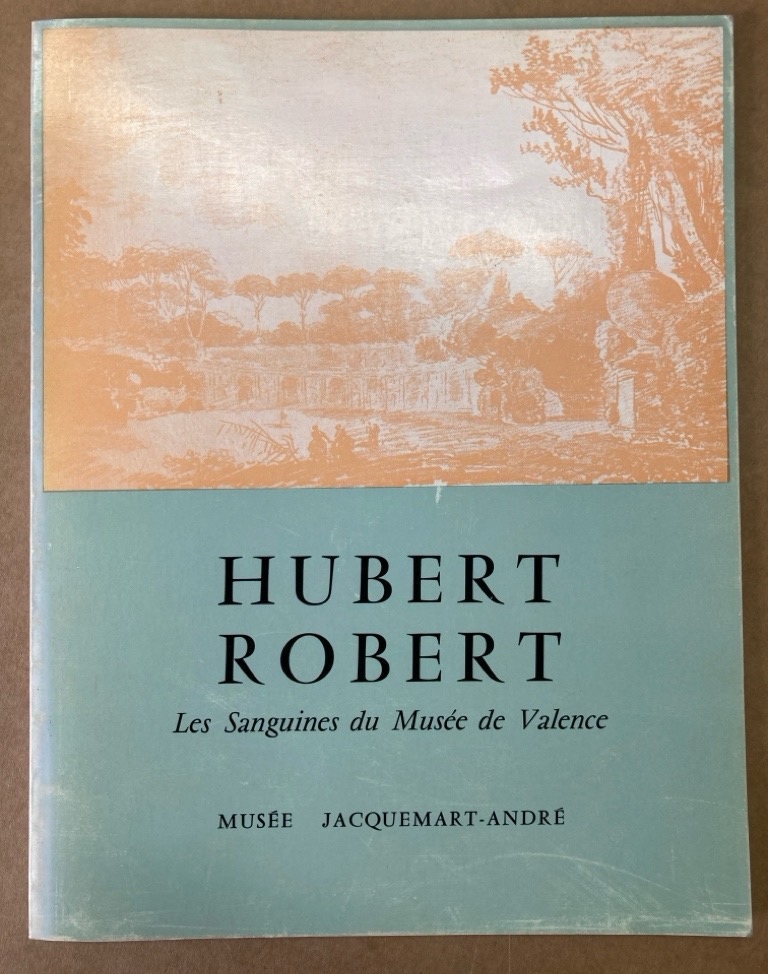 HUBERT
ROBERT
Les Sanguines du Musée de Valence
MUSÉE JACQUEMART-ANDRÉ